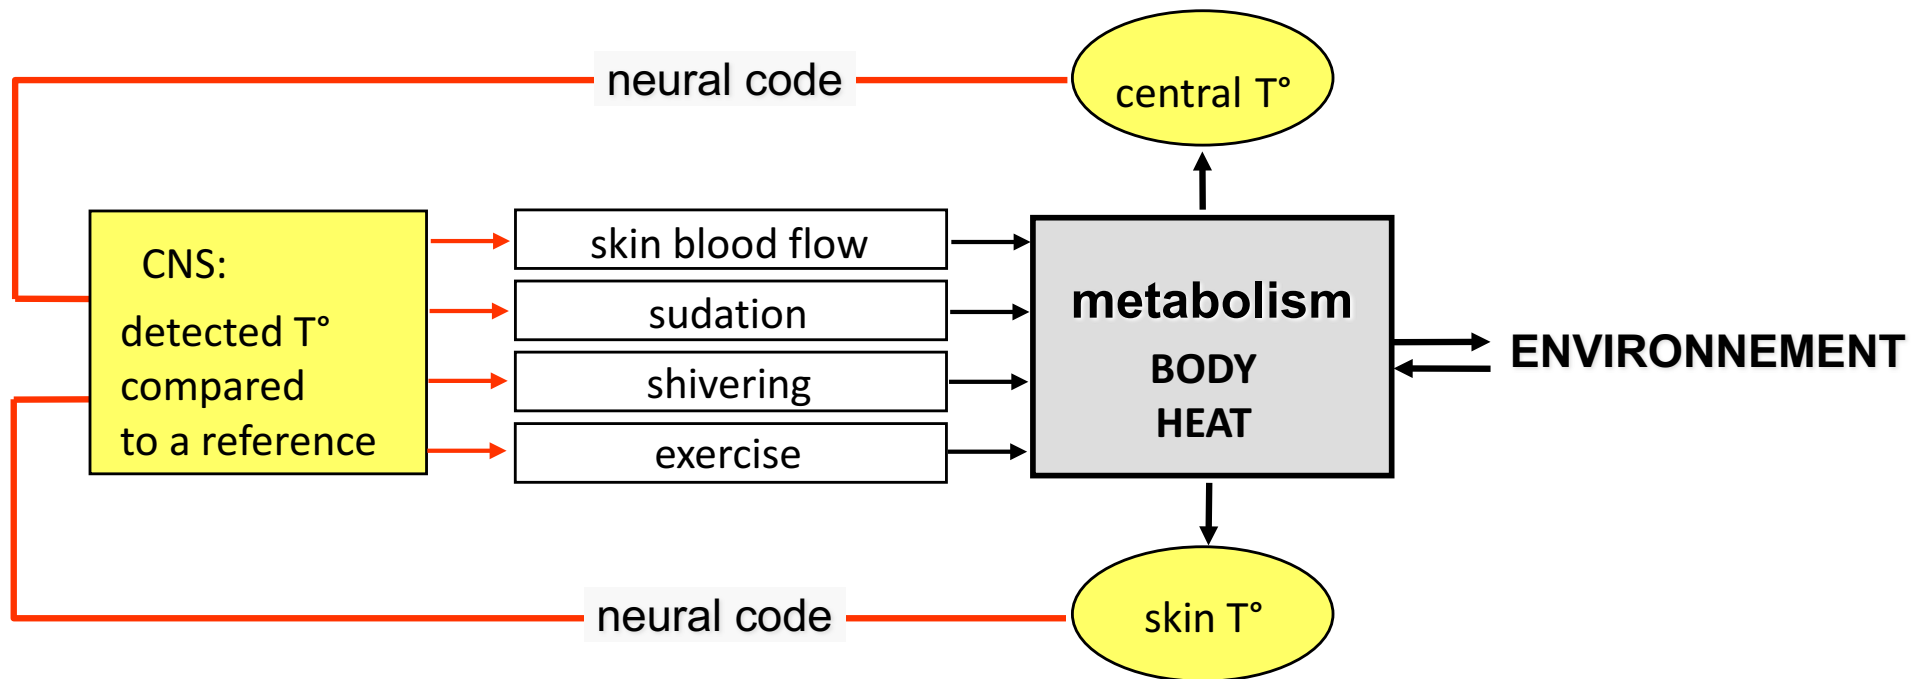 neural code
central T°
CNS:
detected T°
compared
to a reference
skin blood flow
sudation
shivering
exercise
metabolism
BODY
HEAT
ENVIRONNEMENT
neural code
skin T°